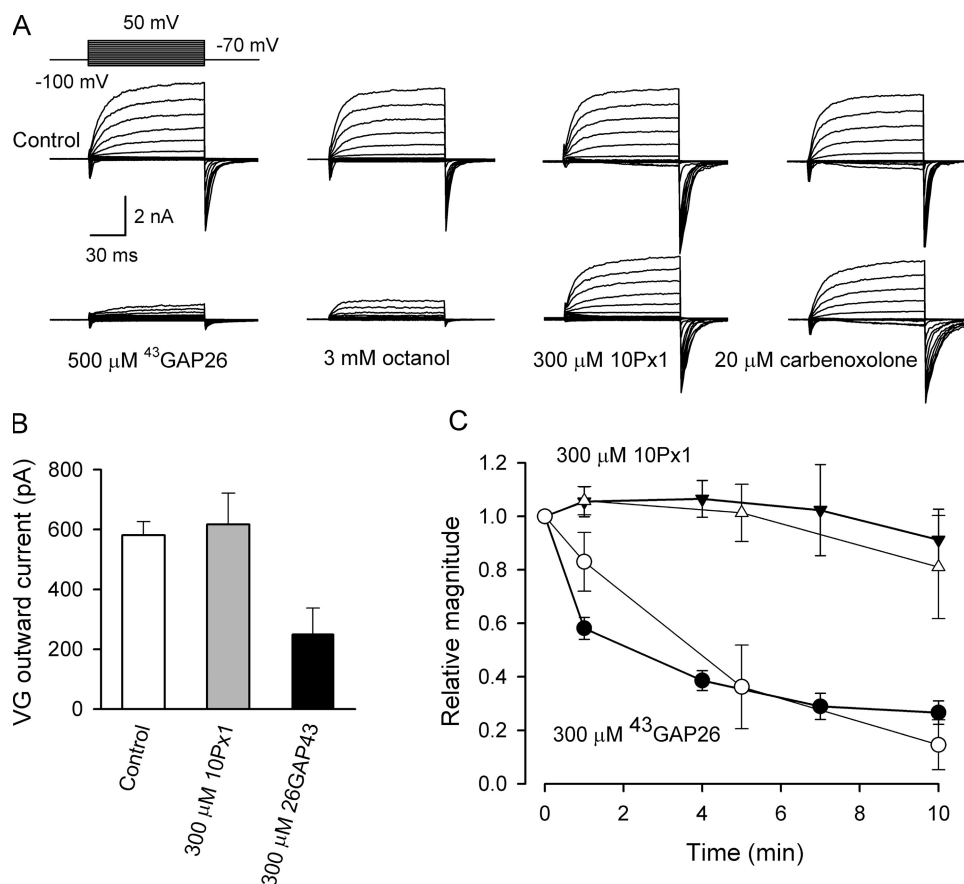 A
50 mV
-70 mV
-100 mV
Control
2 nA
30 ms
500 μM ⁴³GAP26
3 mM octanol
300 μM 10Px1
20 μM carbenoxolone
B
VG outward current (pA)
800
600
400
200
0
Control
300 μM 10Px1
300 μM 26GAP43
C
300 μM 10Px1
Relative magnitude
1.2
1.0
0.8
0.6
0.4
0.2
0.0
300 μM ⁴³GAP26
0 2 4 6 8 10
Time (min)